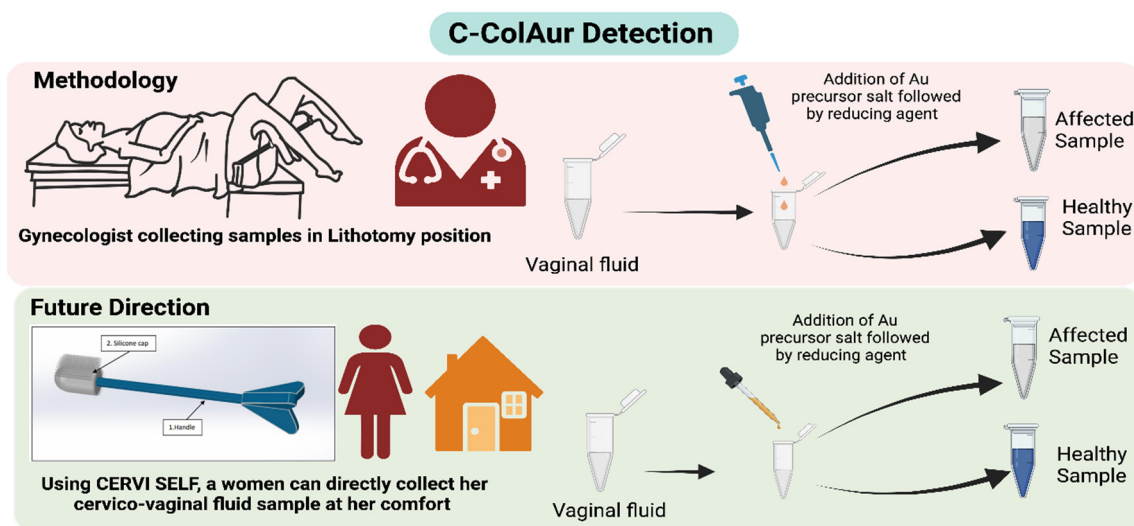 C-ColAur Detection
Methodology
Gynecologist collecting samples in Lithotomy position
Vaginal fluid
Addition of Au
precursor salt followed
by reducing agent
Affected
Sample
Healthy
Sample
Future Direction
2. Silicone cap
1.Handle
Using CERVI SELF, a women can directly collect her
cervico-vaginal fluid sample at her comfort
Vaginal fluid
Addition of Au
precursor salt followed
by reducing agent
Affected
Sample
Healthy
Sample